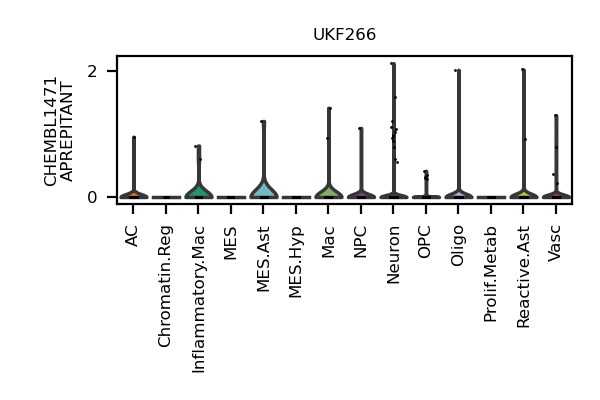 UKF266
CHEMBL1471
APREPITANT
2
0
AC
Chromatin.Reg
Inflammatory.Mac
MES
MES.Ast
MES.Hyp
Mac
NPC
Neuron
OPC
Oligo
Prolif.Metab
Reactive.Ast
Vasc